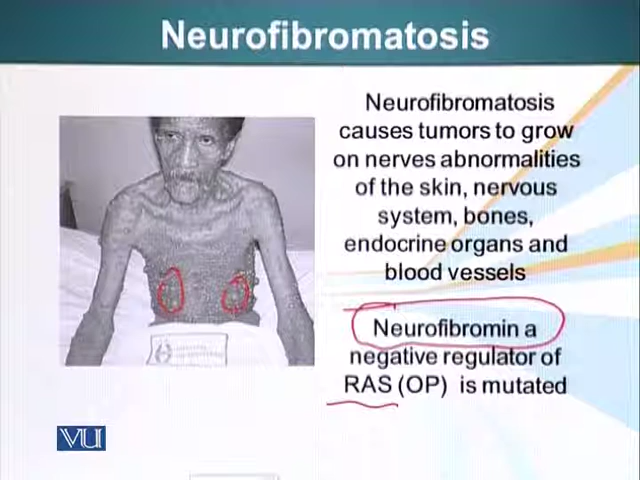 Neurofibromatosis
Neurofibromatosis
causes tumors to grow
on nerves abnormalities
of the skin, nervous
system, bones,
endocrine organs and
blood vessels
Neurofibromin a
negative regulator of
RAS (OP) is mutated
VU